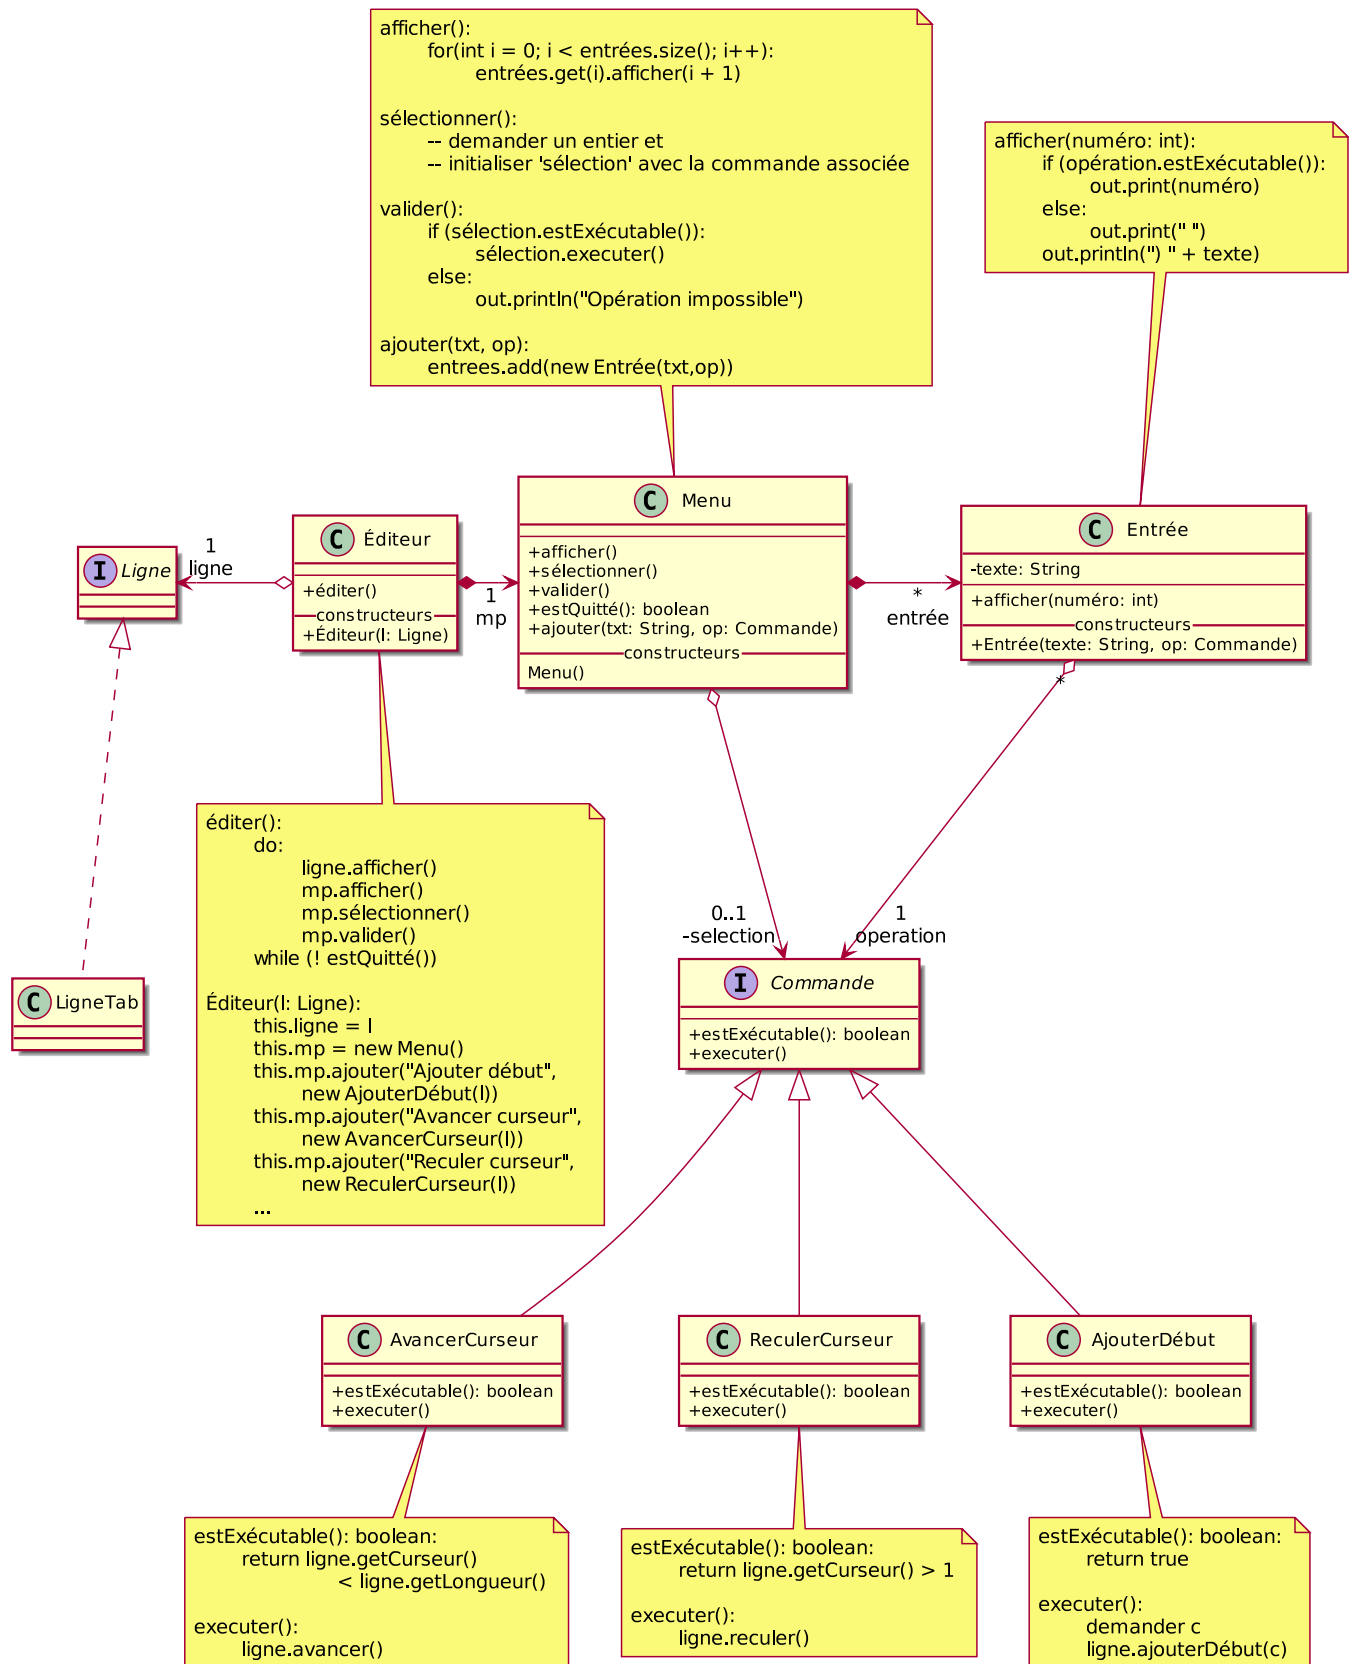 afficher():
for(int i = 0; i < entrées.size(); i++):
entrées.get(i).afficher(i + 1)
sélectionner():
-- demander un entier et
-- initialiser 'sélection' avec la commande associée
valider():
if (sélection.estExécutable()):
sélection.executer()
else:
out.println("Opération impossible")
ajouter(txt, op):
entrees.add(new Entrée(txt,op))
afficher(numéro: int):
if (opération.estExécutable()):
out.print(numéro)
else:
out.print(" ")
out.println(") " + texte)
I Ligne
1
ligne
C Éditeur
+éditer()
constructeurs
+Éditeur(l: Ligne)
1
mp
C Menu
+afficher()
+sélectionner()
+valider()
+estQuitté(): boolean
+ajouter(txt: String, op: Commande)
constructeurs
Menu()
*
entrée
C Entrée
-texte: String
+afficher(numéro: int)
constructeurs
+Entrée(texte: String, op: Commande)
*
éditer():
do:
ligne.afficher()
mp.afficher()
mp.sélectionner()
mp.valider()
while (! estQuitté())
Éditeur(l: Ligne):
this.ligne = l
this.mp = new Menu()
this.mp.ajouter("Ajouter début",
new AjouterDébut(l))
this.mp.ajouter("Avancer curseur",
new AvancerCurseur(l))
this.mp.ajouter("Reculer curseur",
new ReculerCurseur(l))
...
0..1
-selection
1
operation
C LigneTab
I Commande
+estExécutable(): boolean
+executer()
C AvancerCurseur
+estExécutable(): boolean
+executer()
C ReculerCurseur
+estExécutable(): boolean
+executer()
C AjouterDébut
+estExécutable(): boolean
+executer()
estExécutable(): boolean:
return ligne.getCurseur()
< ligne.getLongueur()
executer():
ligne.avancer()
estExécutable(): boolean:
return ligne.getCurseur() > 1
executer():
ligne.reculer()
estExécutable(): boolean:
return true
executer():
demander c
ligne.ajouterDébut(c)